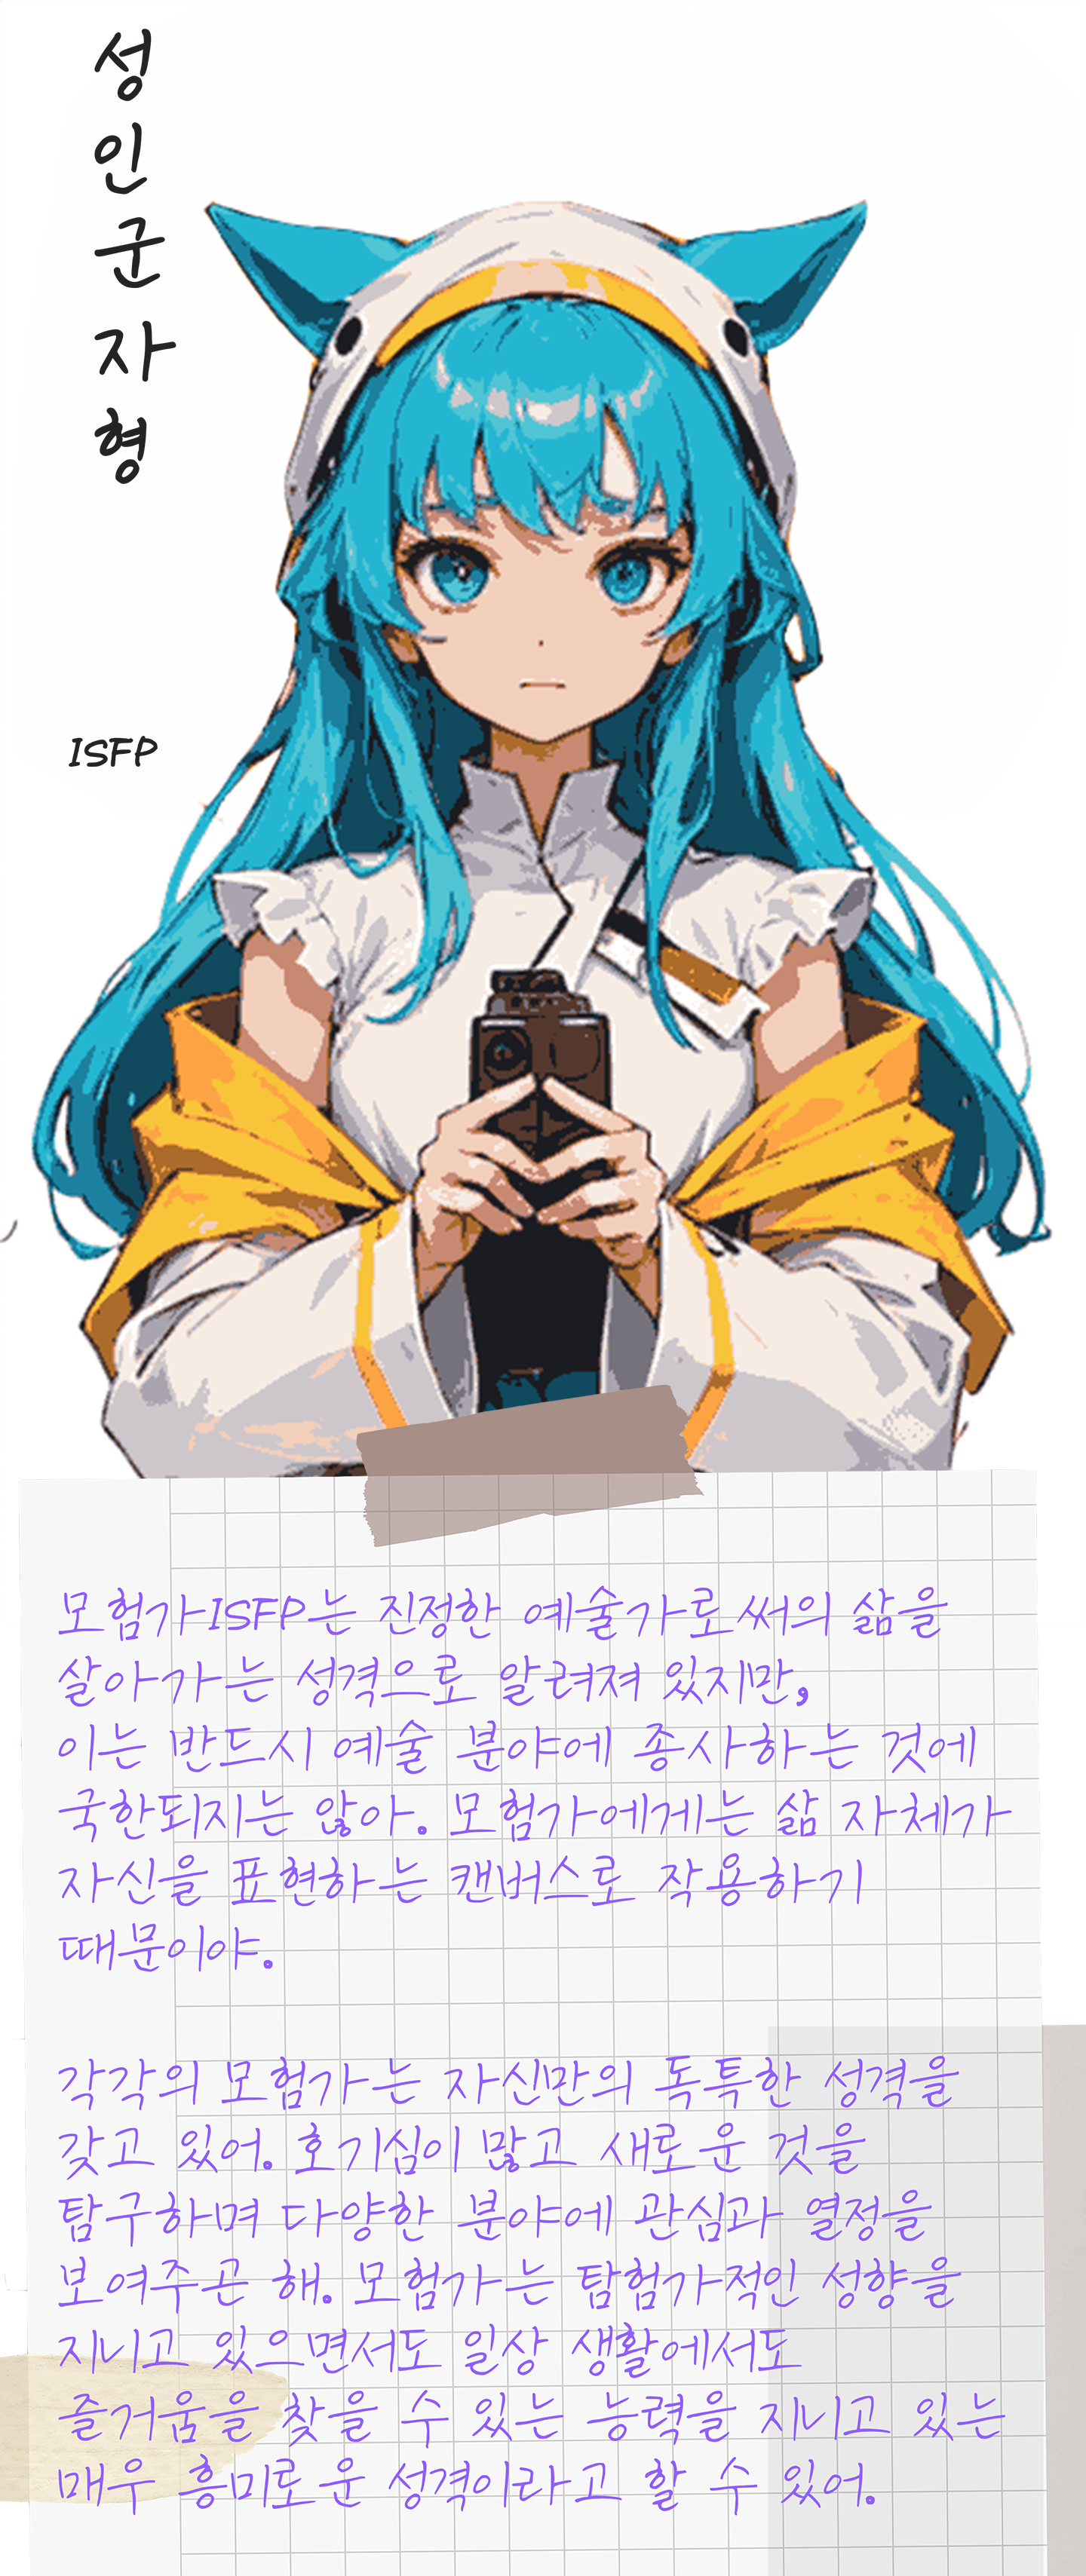 성
인
군
자
형
ISFP
모험가ISFP는 진정한 예술가로써의 삶을
살아가는 성격으로 알려져 있지만,
이는 반드시 예술 분야에 종사하는 것에
국한되지는 않아. 모험가에게는 삶 자체가
자신을 표현하는 캔버스로 작용하기
때문이야.
각각의 모험가는 자신만의 독특한 성격을
갖고 있어. 호기심이 많고 새로운 것을
탐구하며 다양한 분야에 관심과 열정을
보여주곤 해. 모험가는 탐험가적인 성향을
지니고 있으면서도 일상 생활에서도
즐거움을 찾을 수 있는 능력을 지니고 있는
매우 흥미로운 성격이라고 할 수 있어.